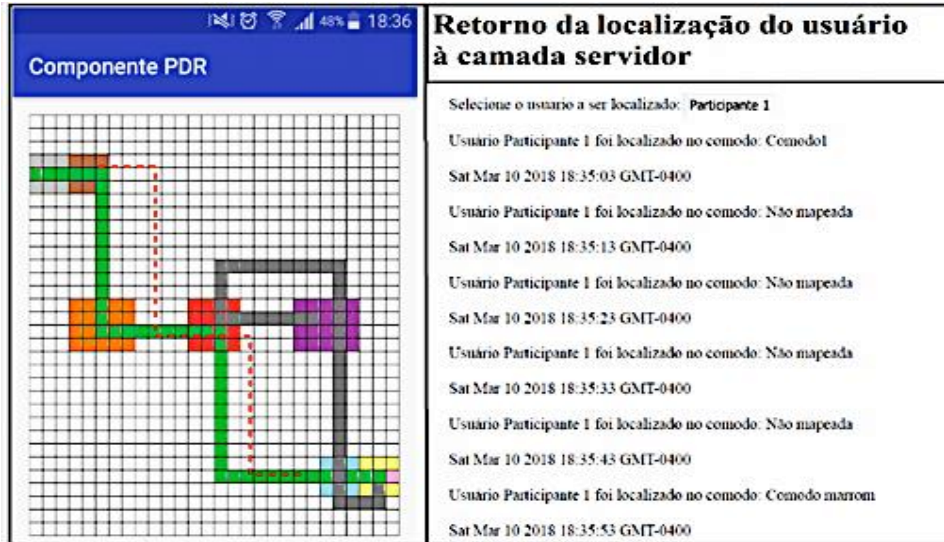 48% 18:36
Componente PDR
Retorno da localização do usuário
à camada servidor
Selecione o usuario a ser localizado: Participante 1
Usuário Participante 1 foi localizado no comodo: Comodo1
Sat Mar 10 2018 18:35:03 GMT-0400
Usuário Participante 1 foi localizado no comodo: Não mapeada
Sat Mar 10 2018 18:35:13 GMT-0400
Usuário Participante 1 foi localizado no comodo: Não mapeada
Sat Mar 10 2018 18:35:23 GMT-0400
Usuário Participante 1 foi localizado no comodo: Não mapeada
Sat Mar 10 2018 18:35:33 GMT-0400
Usuário Participante 1 foi localizado no comodo: Não mapeada
Sat Mar 10 2018 18:35:43 GMT-0400
Usuário Participante 1 foi localizado no comodo: Comodo marrom
Sat Mar 10 2018 18:35:53 GMT-0400